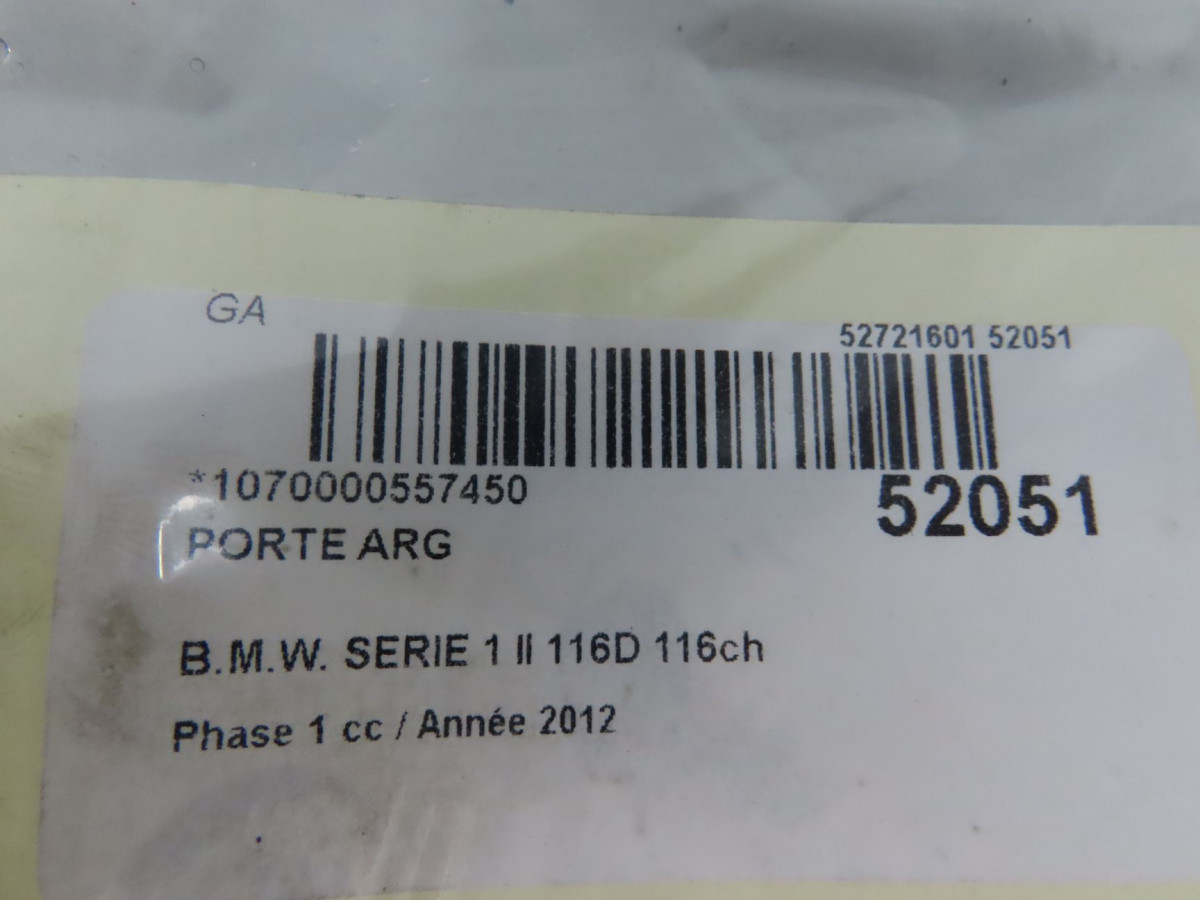 GA
52721601 52051
*1070000557450
52051
PORTE ARG
B.M.W. SERIE 1 II 116D 116ch
Phase 1 cc / Année 2012